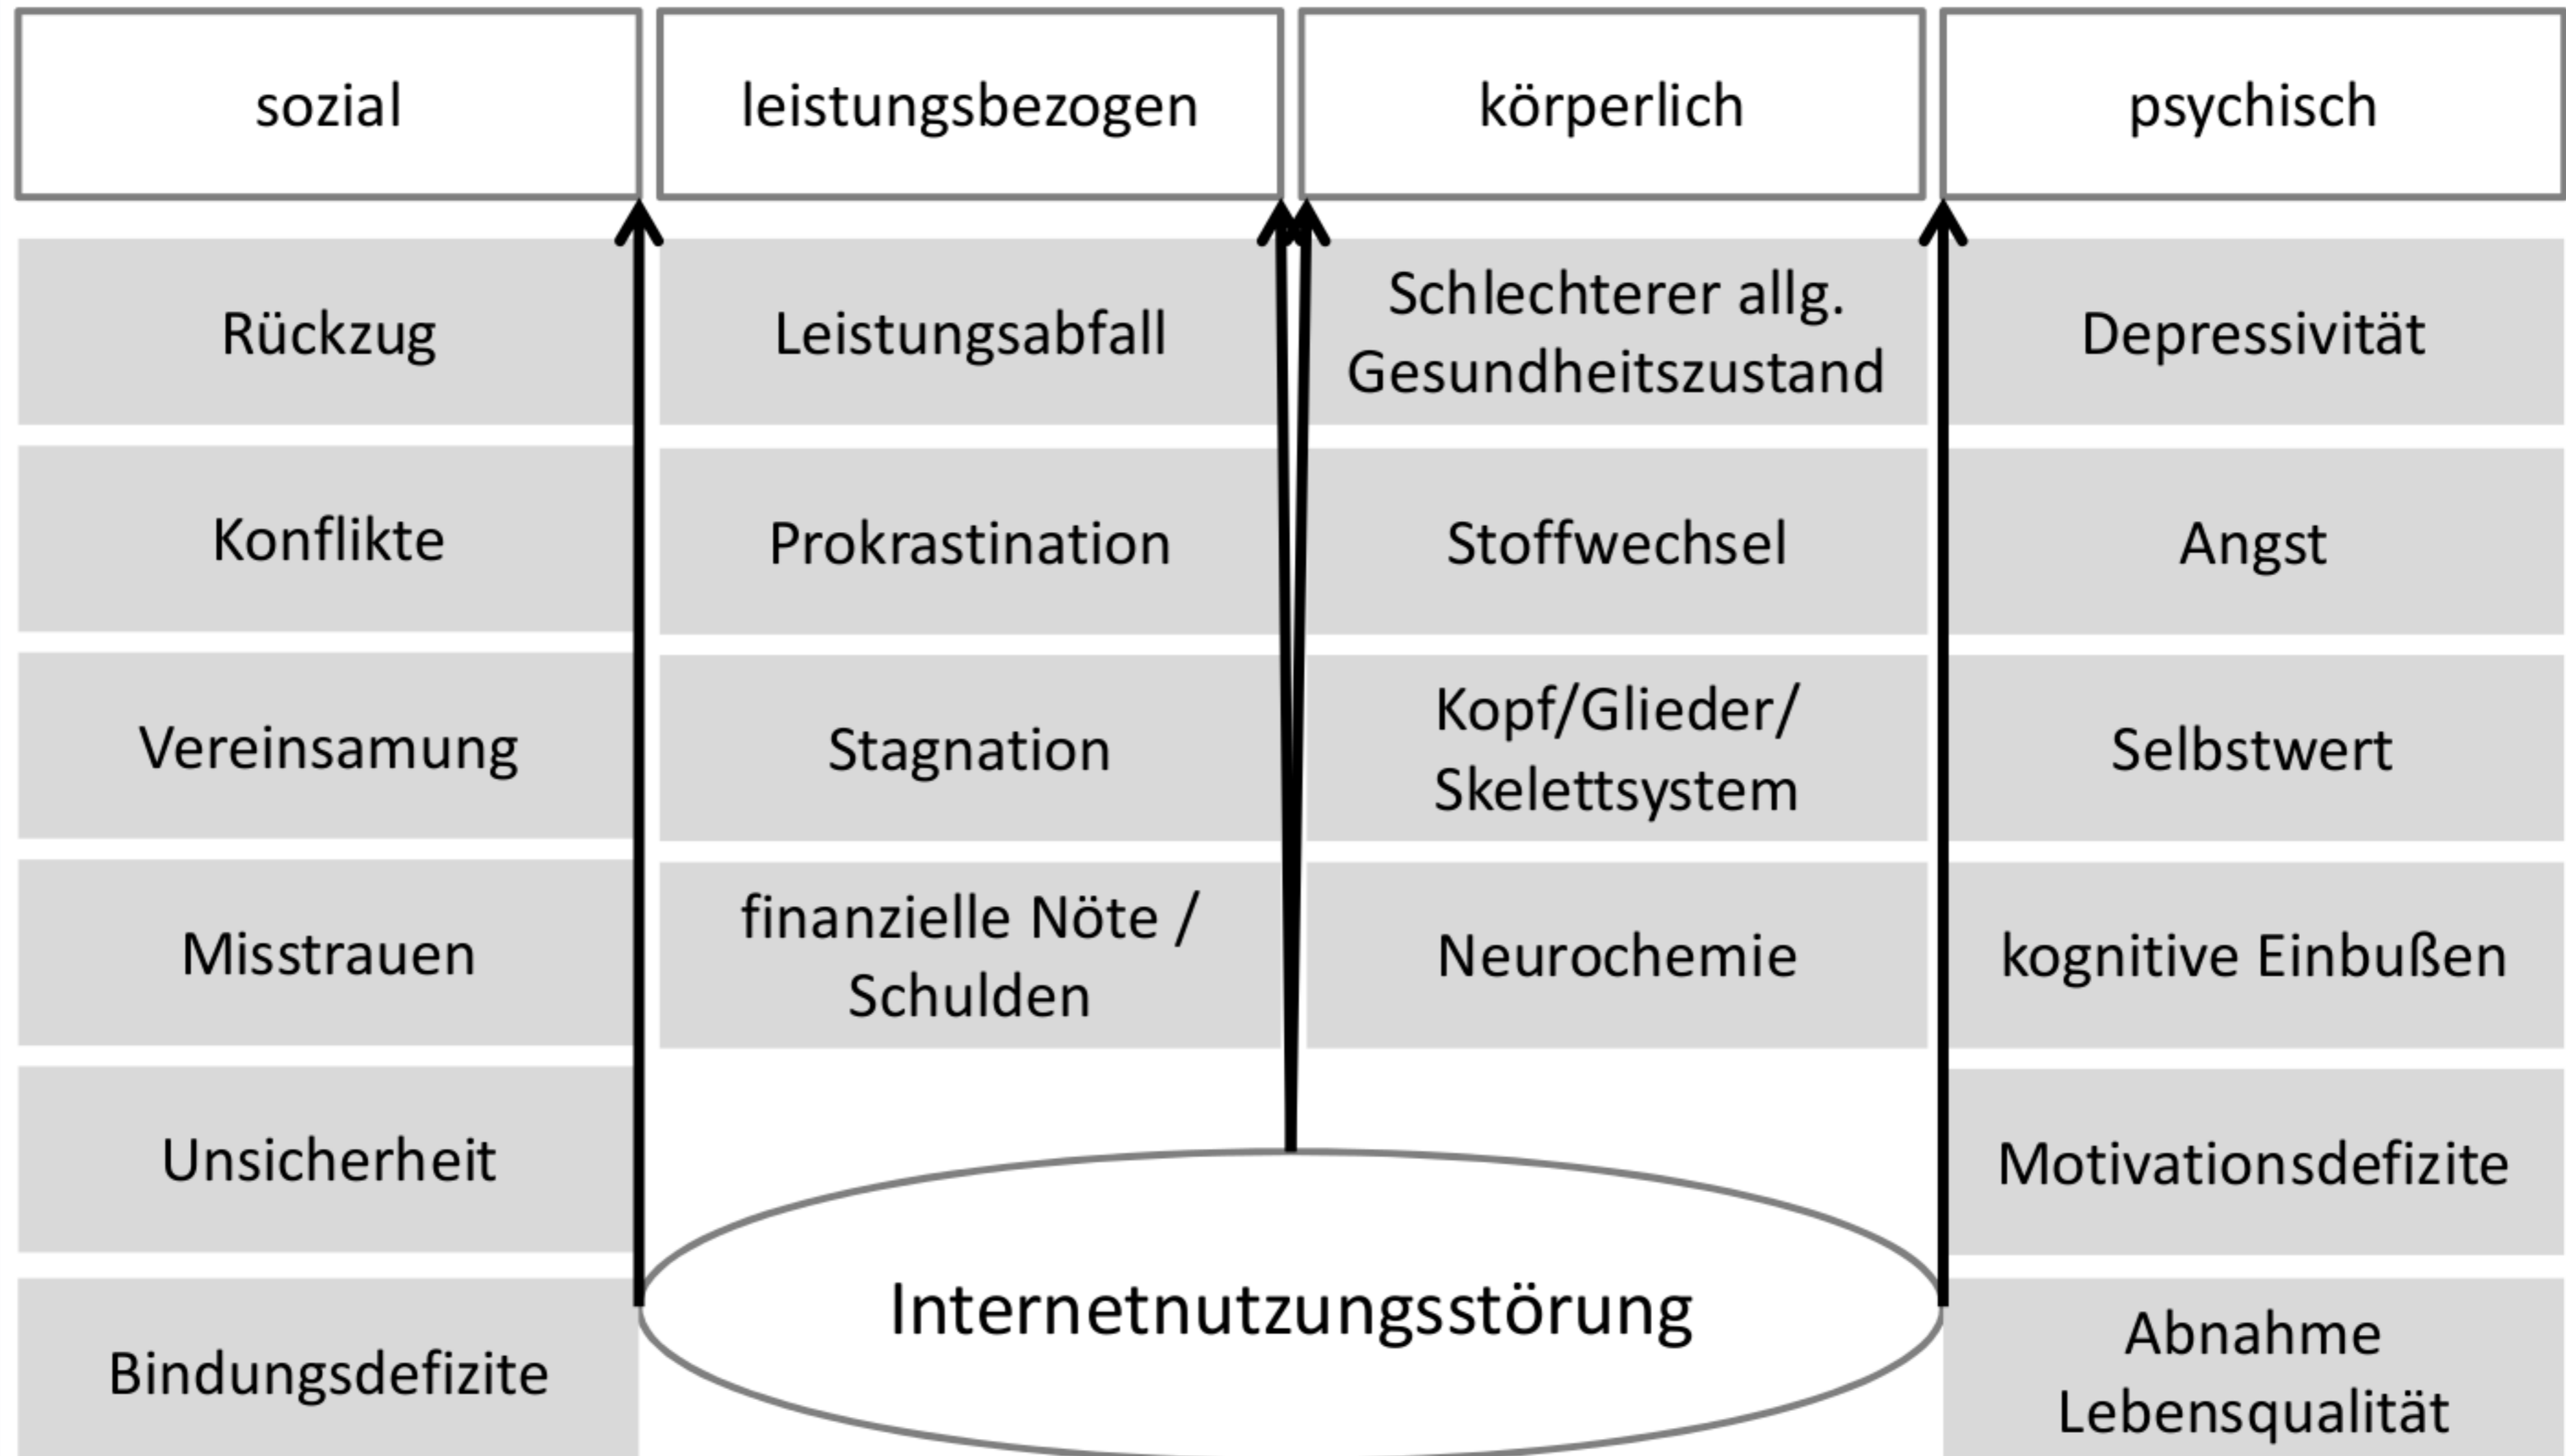 sozial
leistungsbezogen
körperlich
psychisch
Rückzug
Leistungsabfall
Schlechterer allg.
Gesundheitszustand
Depressivität
Konflikte
Prokrastination
Stoffwechsel
Angst
Vereinsamung
Stagnation
Kopf/Glieder/
Skelettsystem
Selbstwert
Misstrauen
finanzielle Nöte /
Schulden
Neurochemie
kognitive Einbußen
Unsicherheit
Motivationsdefizite
Bindungsdefizite
Internetnutzungsstörung
Abnahme
Lebensqualität